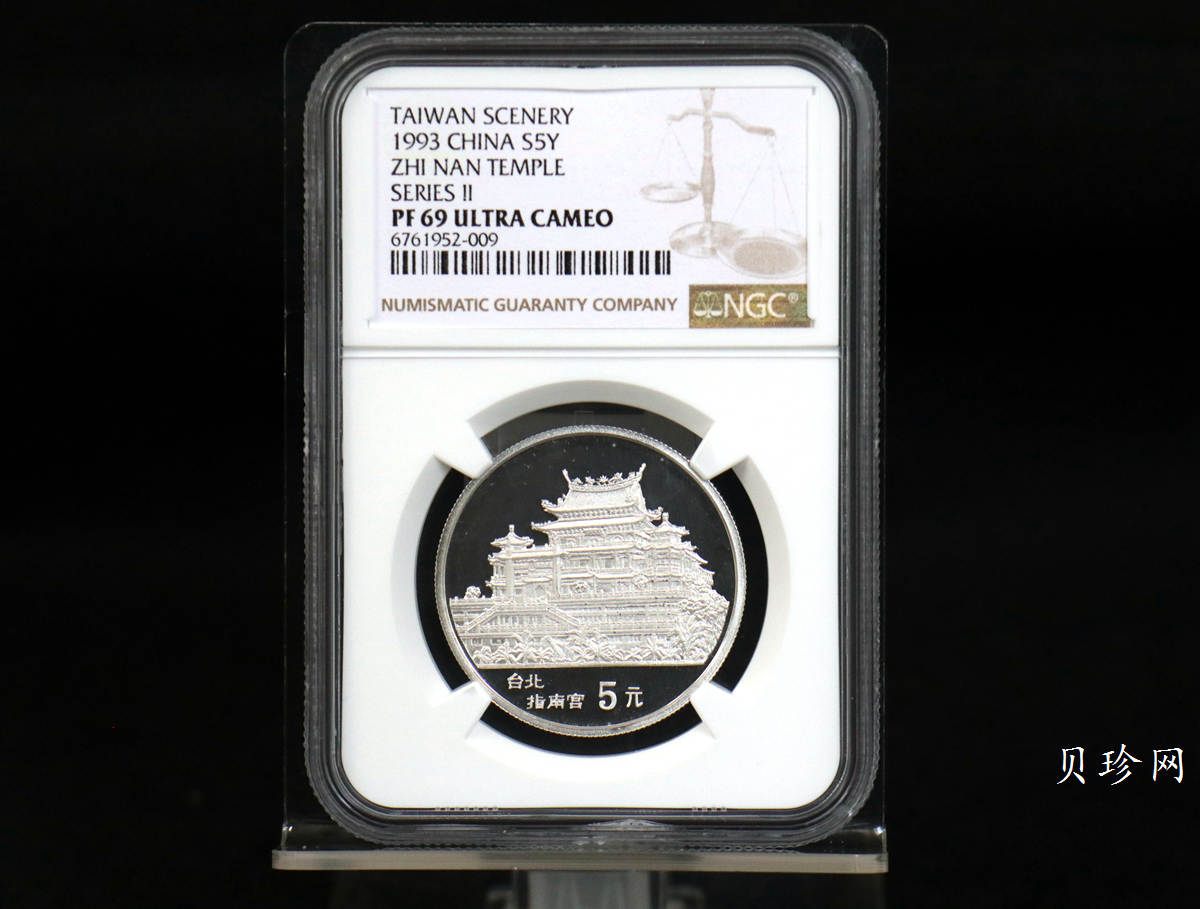 TAIWAN SCENERY
1993 CHINA S5Y
ZHI NAN TEMPLE
SERIES II
PF 69 ULTRA CAMEO
6761952-009
NUMISMATIC GUARANTY COMPANY
NGC®
台北
指南宫 5元
贝珍网